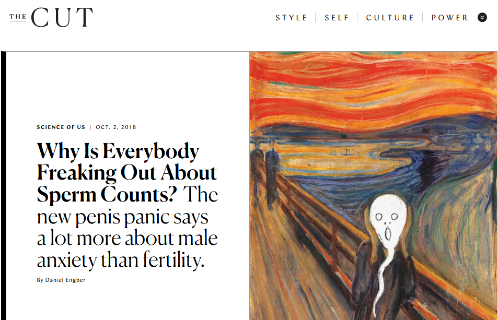 THE CUT
STYLE | SELF | CULTURE | POWER
SCIENCE OF US | OCT. 2, 2018
Why Is Everybody
Freaking Out About
Sperm Counts? The
new penis panic says
a lot more about male
anxiety than fertility.
By Daniel Engber